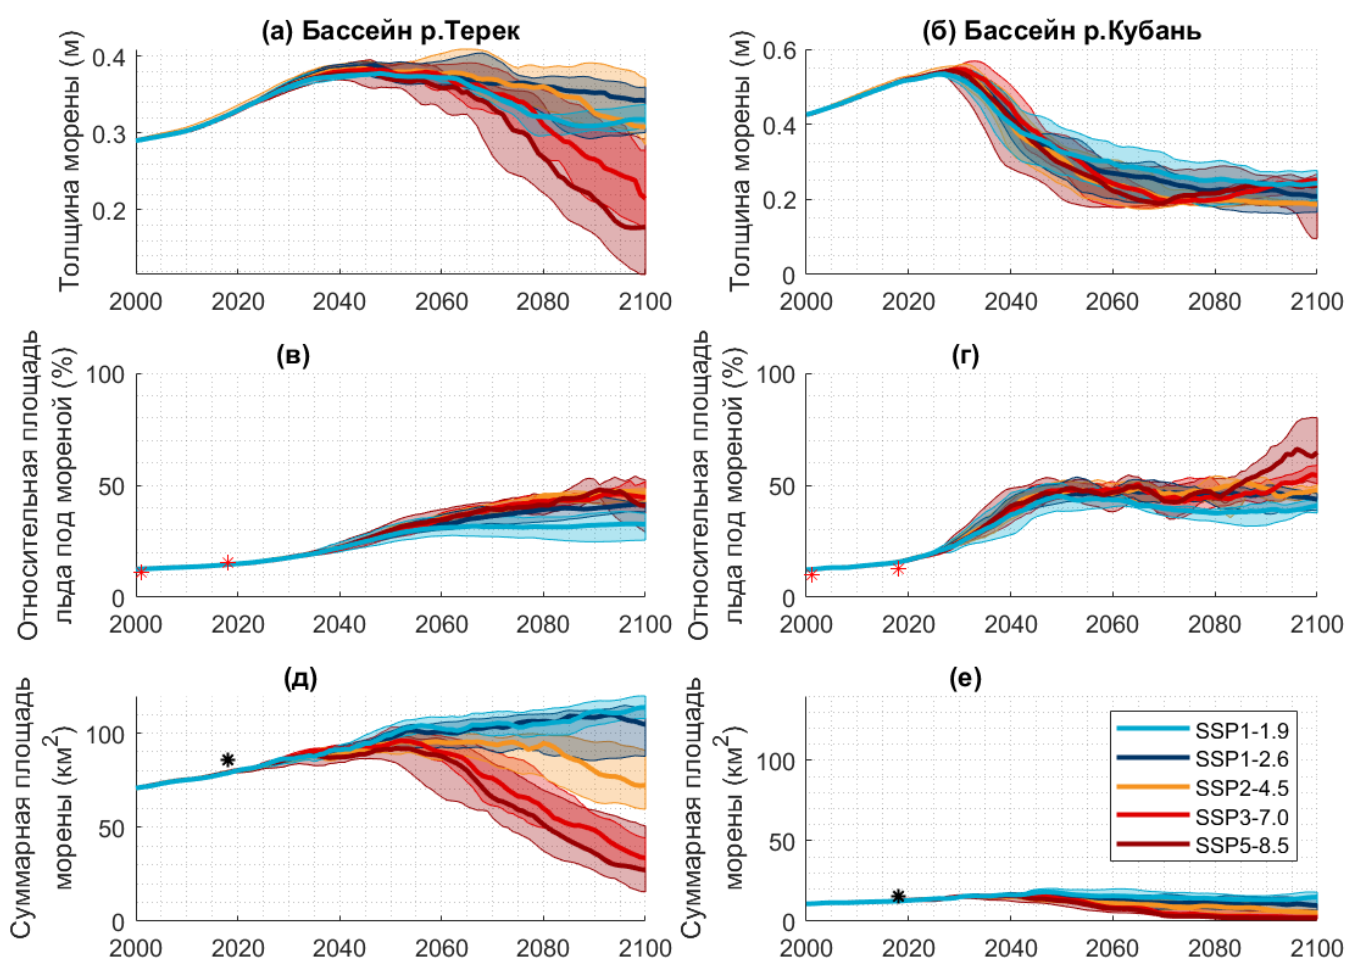 (а) Бассейн р.Терек
Толщина морены (м)
0.4
0.3
0.2
2000 2020 2040 2060 2080 2100
(б) Бассейн р.Кубань
Толщина морены (м)
0.6
0.4
0.2
0
2000 2020 2040 2060 2080 2100
(в)
Относительная площадь
льда под мореной (%)
100
50
0
2000 2020 2040 2060 2080 2100
(г)
Относительная площадь
льда под мореной (%)
100
50
0
2000 2020 2040 2060 2080 2100
(д)
Суммарная площадь
морены (км²)
100
50
0
2000 2020 2040 2060 2080 2100
(е)
Суммарная площадь
морены (км²)
100
50
0
2000 2020 2040 2060 2080 2100
SSP1-1.9
SSP1-2.6
SSP2-4.5
SSP3-7.0
SSP5-8.5